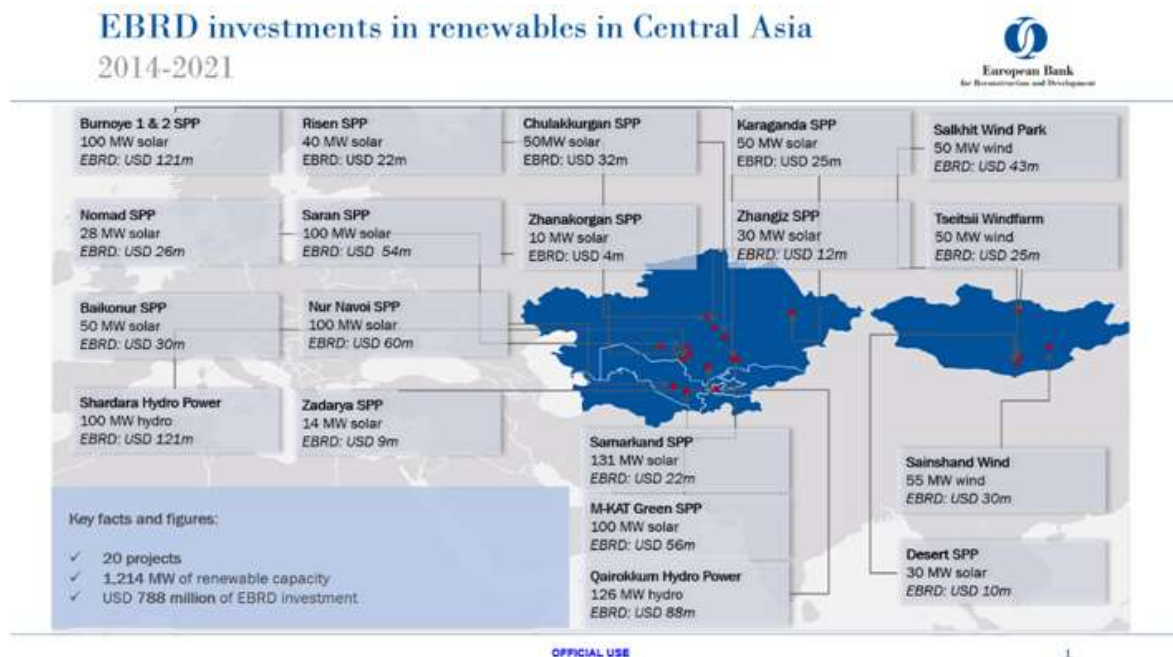 EBRD investments in renewables in Central Asia
2014-2021
European Bank
for Reconstruction and Development
Burnoye 1 & 2 SPP
100 MW solar
EBRD: USD 121m
Risen SPP
40 MW solar
EBRD: USD 22m
Chulakkurgan SPP
50MW solar
EBRD: USD 32m
Karaganda SPP
50 MW solar
EBRD: USD 25m
Salkhit Wind Park
50 MW wind
EBRD: USD 43m
Nomad SPP
28 MW solar
EBRD: USD 26m
Saran SPP
100 MW solar
EBRD: USD 54m
Zhanakorgan SPP
10 MW solar
EBRD: USD 4m
Zhangiz SPP
30 MW solar
EBRD: USD 12m
Tseitsii Windfarm
50 MW wind
EBRD: USD 25m
Baikonur SPP
50 MW solar
EBRD: USD 30m
Nur Navoi SPP
100 MW solar
EBRD: USD 60m
Shardara Hydro Power
100 MW hydro
EBRD: USD 121m
Zadarya SPP
14 MW solar
EBRD: USD 9m
Samarkand SPP
131 MW solar
EBRD: USD 22m
M-KAT Green SPP
100 MW solar
EBRD: USD 56m
Qairokkum Hydro Power
126 MW hydro
EBRD: USD 88m
Sainshand Wind
55 MW wind
EBRD: USD 30m
Desert SPP
30 MW solar
EBRD: USD 10m
Key facts and figures:
✓ 20 projects
✓ 1,214 MW of renewable capacity
✓ USD 788 million of EBRD investment
OFFICIAL USE
1